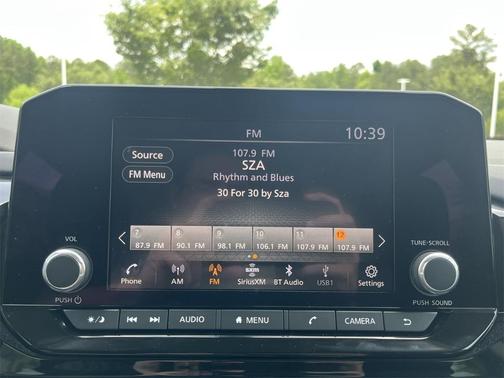 FM 10:39
Source 107.9 FM
SZA
FM Menu Rhythm and Blues
30 For 30 by Sza
7 8 9 10 11 12
87.9 FM 90.1 FM 98.1 FM 106.1 FM 107.9 FM 107.9 FM
VOL TUNE·SCROLL
sxm
Phone AM FM SiriusXM BT Audio USB1 Settings
PUSH PUSH SOUND
AUDIO MENU CAMERA